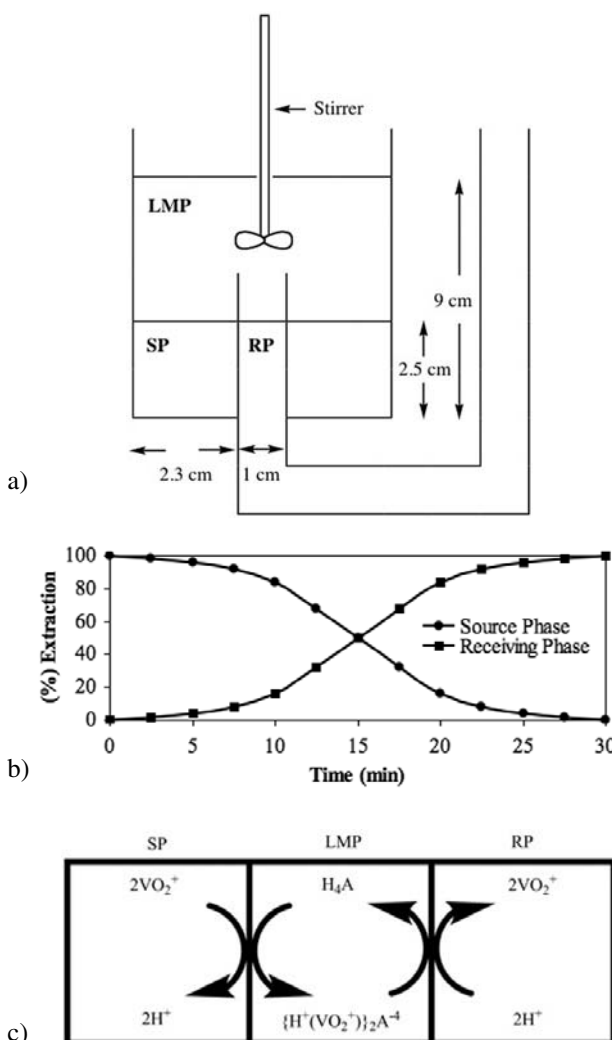 Stirrer
LMP
9 cm
SP RP
2.5 cm
2.3 cm 1 cm
a)
(%) Extraction
100
80
60
40
20
0
Source Phase
Receiving Phase
0 5 10 15 20 25 30
Time (min)
b)
SP LMP RP
2VO₂⁺ H₄A 2VO₂⁺
2H⁺ {H⁺(VO₂⁺)}₂A⁻⁴ 2H⁺
c)